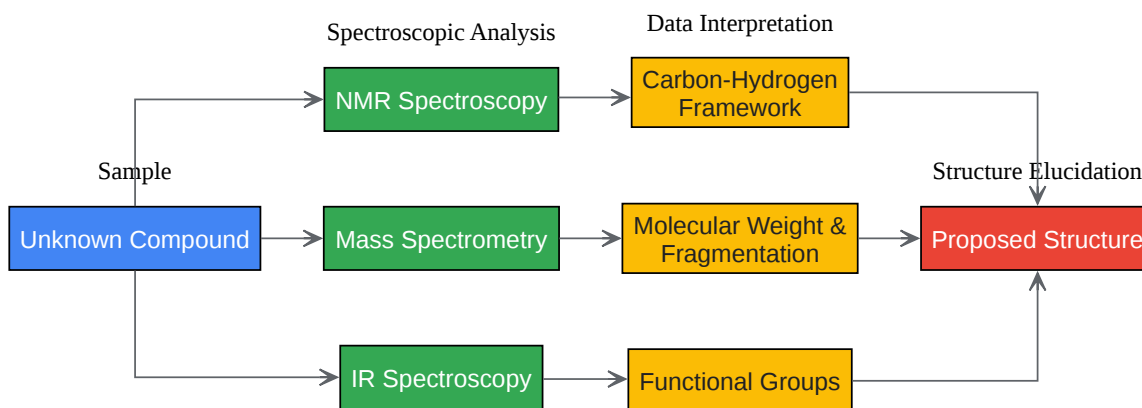 Spectroscopic Analysis
Data Interpretation
NMR Spectroscopy
Carbon-Hydrogen
Framework
Sample
Structure Elucidation
Unknown Compound
Mass Spectrometry
Molecular Weight &
Fragmentation
Proposed Structure
IR Spectroscopy
Functional Groups